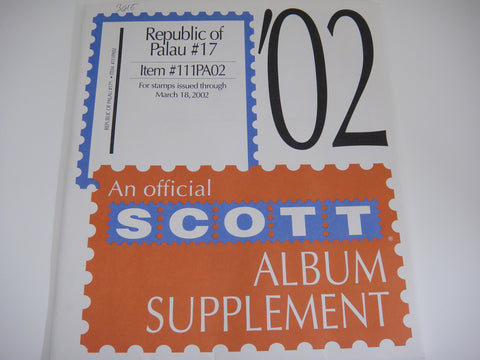 3615
Republic of
Palau #17
Item #111PA02
For stamps issued through
March 18, 2002
'02
An official
SCOTT®
ALBUM
SUPPLEMENT